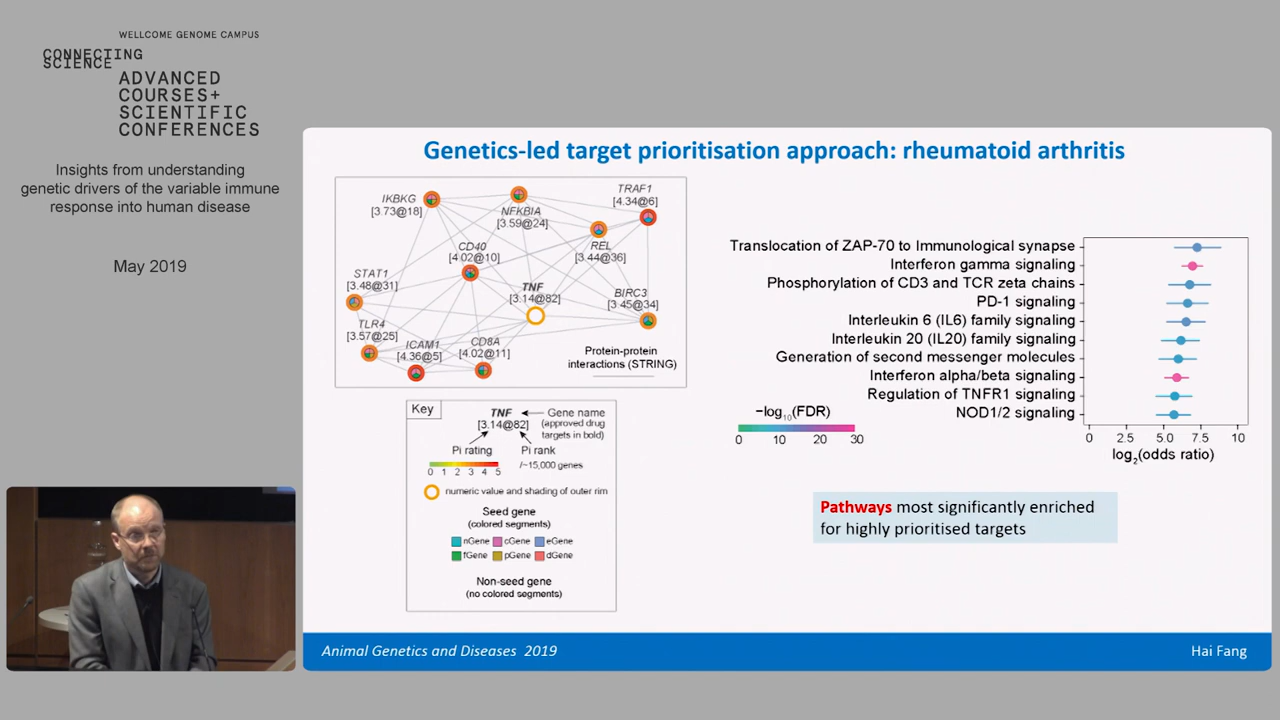 WELLCOME GENOME CAMPUS
CONNECTING
SCIENCE
ADVANCED
COURSES+
SCIENTIFIC
CONFERENCES
Insights from understanding
genetic drivers of the variable immune
response into human disease
May 2019
Genetics-led target prioritisation approach: rheumatoid arthritis
IKBKG
[3.73@18]
NFKBIA
[3.59@24]
TRAF1
[4.34@6]
REL
[3.44@36]
CD40
[4.02@10]
STAT1
[3.48@31]
TNF
[3.14@82]
BIRC3
[3.45@34]
TLR4
[3.57@25]
ICAM1
[4.36@5]
CD8A
[4.02@11]
Protein-protein
interactions (STRING)
Key
TNF
[3.14@82]
Gene name
(approved drug
targets in bold)
Pi rating
Pi rank
/~15,000 genes
0 1 2 3 4 5
numeric value and shading of outer rim
Seed gene
(colored segments)
nGene cGene eGene
fGene pGene dGene
Non-seed gene
(no colored segments)
Translocation of ZAP-70 to Immunological synapse
Interferon gamma signaling
Phosphorylation of CD3 and TCR zeta chains
PD-1 signaling
Interleukin 6 (IL6) family signaling
Interleukin 20 (IL20) family signaling
Generation of second messenger molecules
Interferon alpha/beta signaling
Regulation of TNFR1 signaling
NOD1/2 signaling
−log10(FDR)
0 10 20 30
0 2.5 5.0 7.5 10
log2(odds ratio)
Pathways most significantly enriched
for highly prioritised targets
Animal Genetics and Diseases 2019
Hai Fang